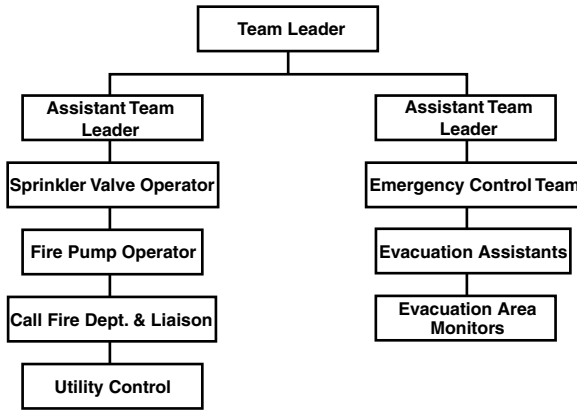 Team Leader
Assistant Team
Leader
Sprinkler Valve Operator
Fire Pump Operator
Call Fire Dept. & Liaison
Utility Control
Assistant Team
Leader
Emergency Control Team
Evacuation Assistants
Evacuation Area
Monitors